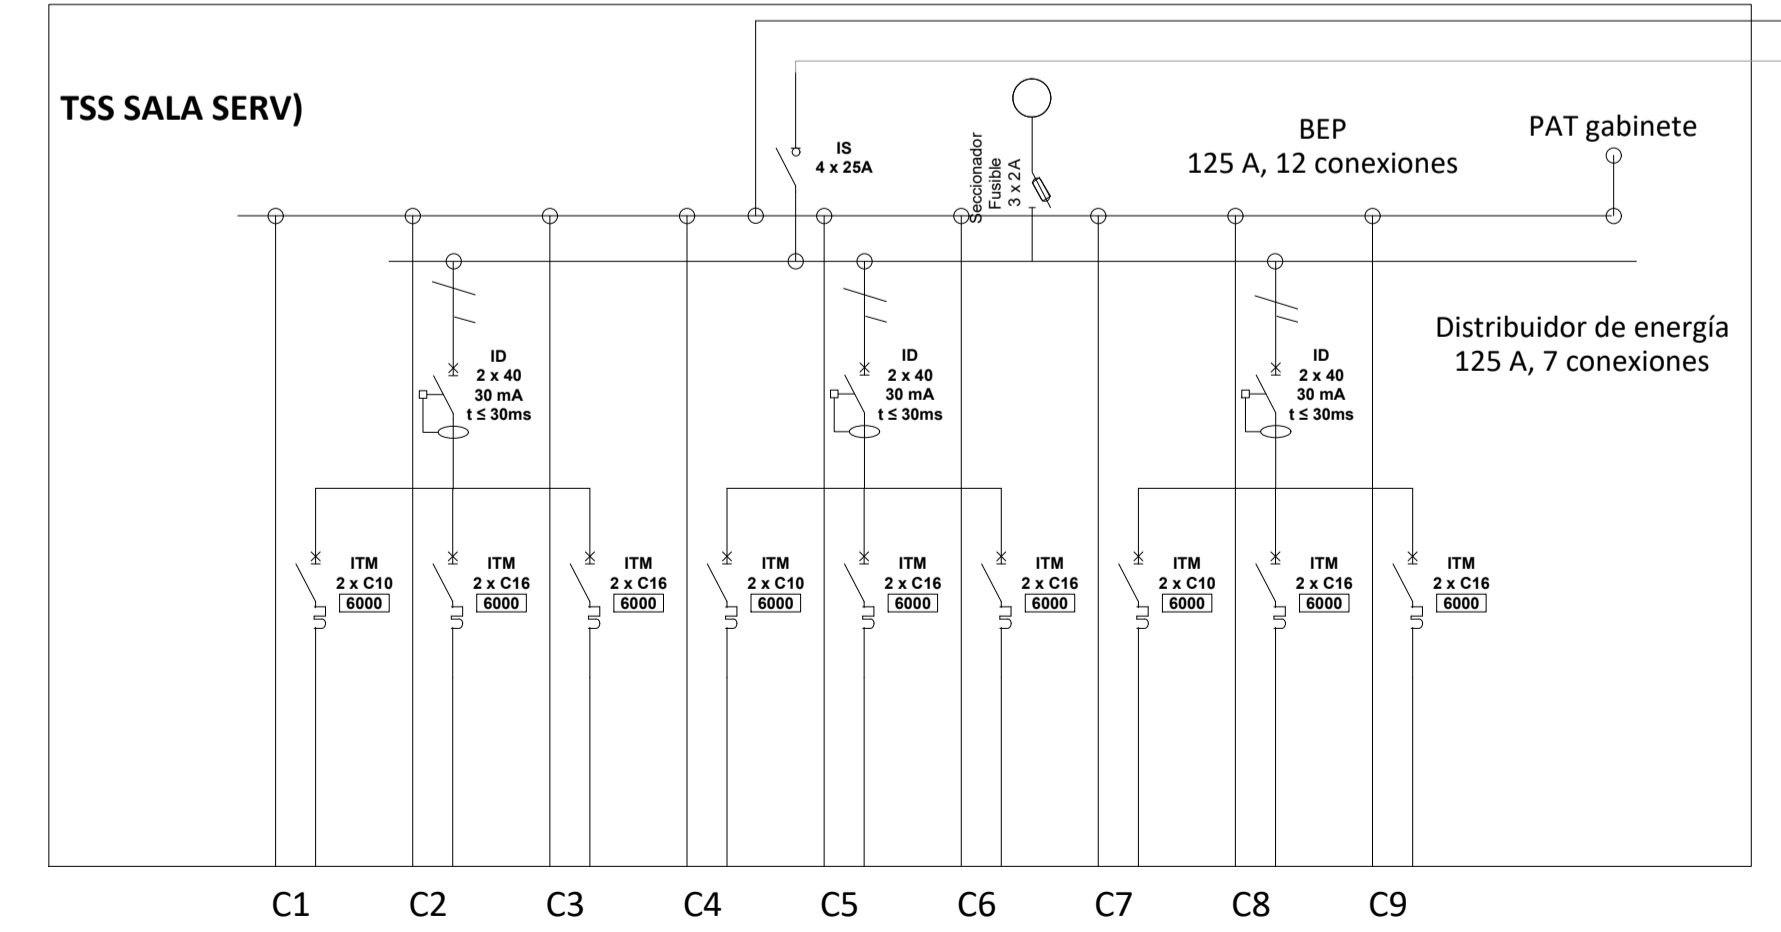 TSS SALA SERV)
IS
4 x 25A
Seccionador
Fusible
3 x 2 A
BEP
125 A, 12 conexiones
PAT gabinete
Distribuidor de energía
125 A, 7 conexiones
ID
2 x 40
30 mA
t ≤ 30ms
ID
2 x 40
30 mA
t ≤ 30ms
ID
2 x 40
30 mA
t ≤ 30ms
ITM
2 x C10
6000
ITM
2 x C16
6000
ITM
2 x C16
6000
ITM
2 x C10
6000
ITM
2 x C16
6000
ITM
2 x C16
6000
ITM
2 x C10
6000
ITM
2 x C16
6000
ITM
2 x C16
6000
C1 C2 C3 C4 C5 C6 C7 C8 C9